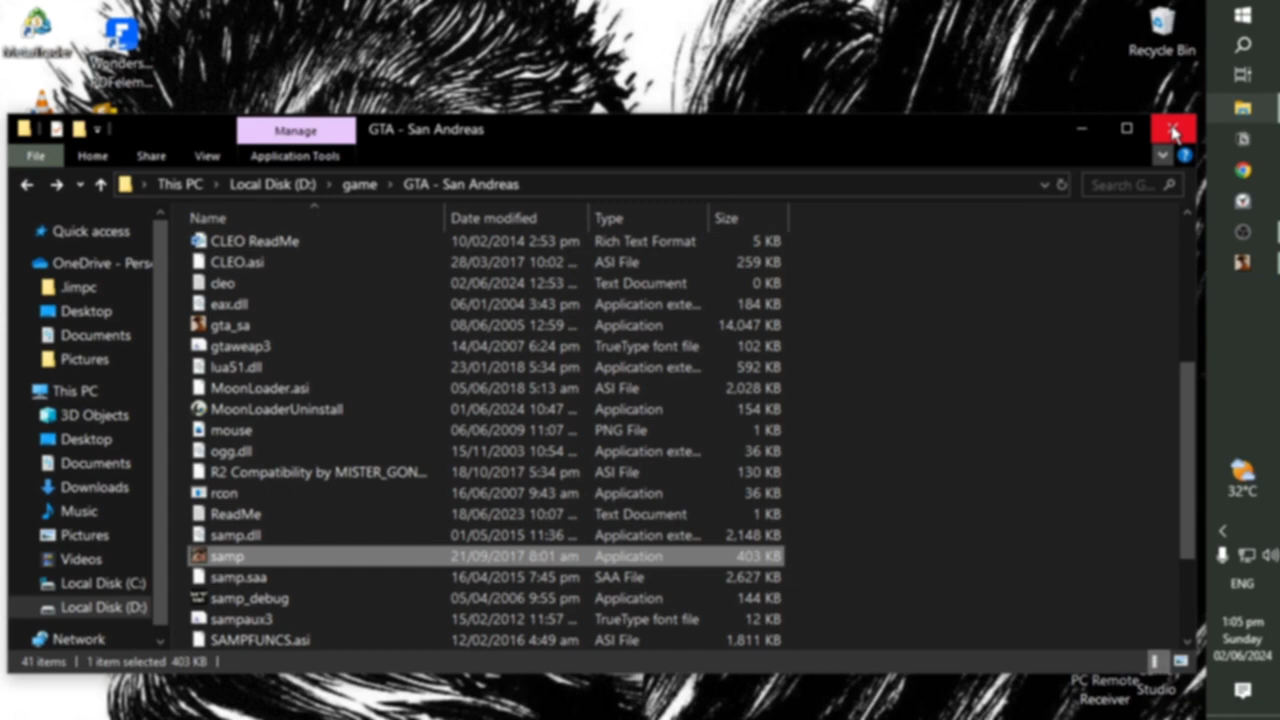 Recycle Bin
Wonders...
PDFelem...
Manage
GTA - San Andreas
File
Home
Share
View
Application Tools
This PC
Local Disk (D:)
game
GTA - San Andreas
Search G...
Name
Date modified
Type
Size
Quick access
OneDrive - Pers
Jimpc
Desktop
Documents
Pictures
This PC
3D Objects
Desktop
Documents
Downloads
Music
Pictures
Videos
Local Disk (C:)
Local Disk (D:)
Network
CLEO ReadMe 10/02/2014 2:53 pm Rich Text Format 5 KB
CLEO.asi 28/03/2017 10:02 ... ASI File 259 KB
cleo 02/06/2024 12:53 ... Text Document 0 KB
eax.dll 06/01/2004 3:43 pm Application exte... 184 KB
gta_sa 08/06/2005 12:59 ... Application 14,047 KB
gtaweap3 14/04/2007 6:24 pm TrueType font file 102 KB
lua51.dll 23/01/2018 5:34 pm Application exte... 592 KB
MoonLoader.asi 05/06/2018 5:13 am ASI File 2,028 KB
MoonLoaderUninstall 01/06/2024 10:47 ... Application 154 KB
mouse 06/06/2009 11:07 ... PNG File 1 KB
ogg.dll 15/11/2003 10:54 ... Application exte... 36 KB
R2 Compatibility by MISTER_GON... 18/10/2017 5:34 pm ASI File 130 KB
rcon 16/06/2007 9:43 am Application 36 KB
ReadMe 18/06/2023 10:07 ... Text Document 1 KB
samp.dll 01/05/2015 11:36 ... Application exte... 2,148 KB
samp 21/09/2017 8:01 am Application 403 KB
samp.saa 16/04/2015 7:45 pm SAA File 2,627 KB
samp_debug 05/04/2006 9:55 pm Application 144 KB
sampaux3 15/02/2012 11:57 ... TrueType font file 12 KB
SAMPFUNCS.asi 12/02/2016 4:49 am ASI File 1,811 KB
41 items
1 item selected 403 KB
PC Remote
Receiver
Studio
32°C
ENG
1:05 pm
Sunday
02/06/2024